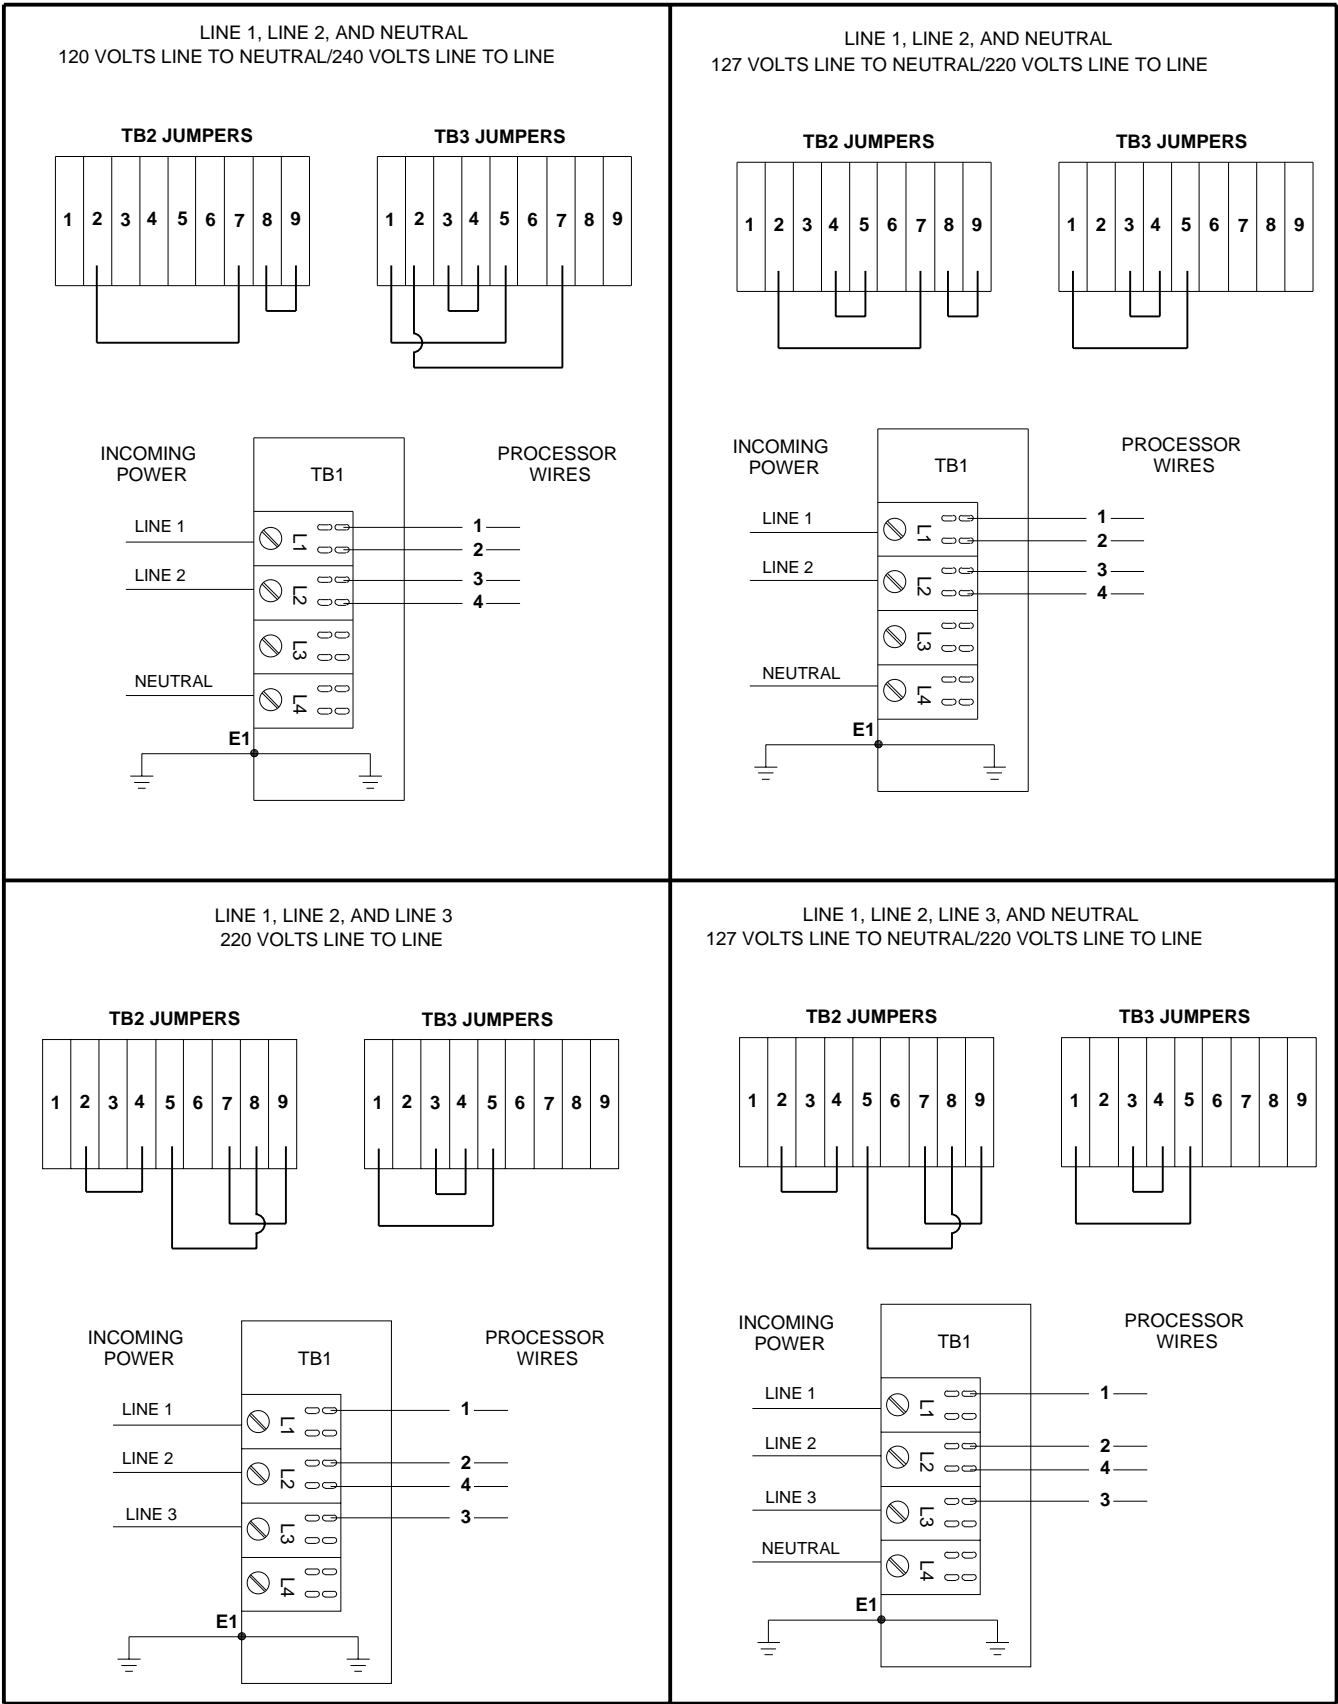 LINE 1, LINE 2, AND NEUTRAL
120 VOLTS LINE TO NEUTRAL/240 VOLTS LINE TO LINE
TB2 JUMPERS
TB3 JUMPERS
1 2 3 4 5 6 7 8 9
1 2 3 4 5 6 7 8 9
INCOMING
POWER
TB1
PROCESSOR
WIRES
LINE 1
L1
1
2
LINE 2
L2
3
4
L3
NEUTRAL
L4
E1
LINE 1, LINE 2, AND NEUTRAL
127 VOLTS LINE TO NEUTRAL/220 VOLTS LINE TO LINE
TB2 JUMPERS
TB3 JUMPERS
1 2 3 4 5 6 7 8 9
1 2 3 4 5 6 7 8 9
INCOMING
POWER
TB1
PROCESSOR
WIRES
LINE 1
L1
1
2
LINE 2
L2
3
4
L3
NEUTRAL
L4
E1
LINE 1, LINE 2, AND LINE 3
220 VOLTS LINE TO LINE
TB2 JUMPERS
TB3 JUMPERS
1 2 3 4 5 6 7 8 9
1 2 3 4 5 6 7 8 9
INCOMING
POWER
TB1
PROCESSOR
WIRES
LINE 1
L1
1
LINE 2
L2
2
4
LINE 3
L3
3
L4
E1
LINE 1, LINE 2, LINE 3, AND NEUTRAL
127 VOLTS LINE TO NEUTRAL/220 VOLTS LINE TO LINE
TB2 JUMPERS
TB3 JUMPERS
1 2 3 4 5 6 7 8 9
1 2 3 4 5 6 7 8 9
INCOMING
POWER
TB1
PROCESSOR
WIRES
LINE 1
L1
1
LINE 2
L2
2
4
LINE 3
L3
3
NEUTRAL
L4
E1